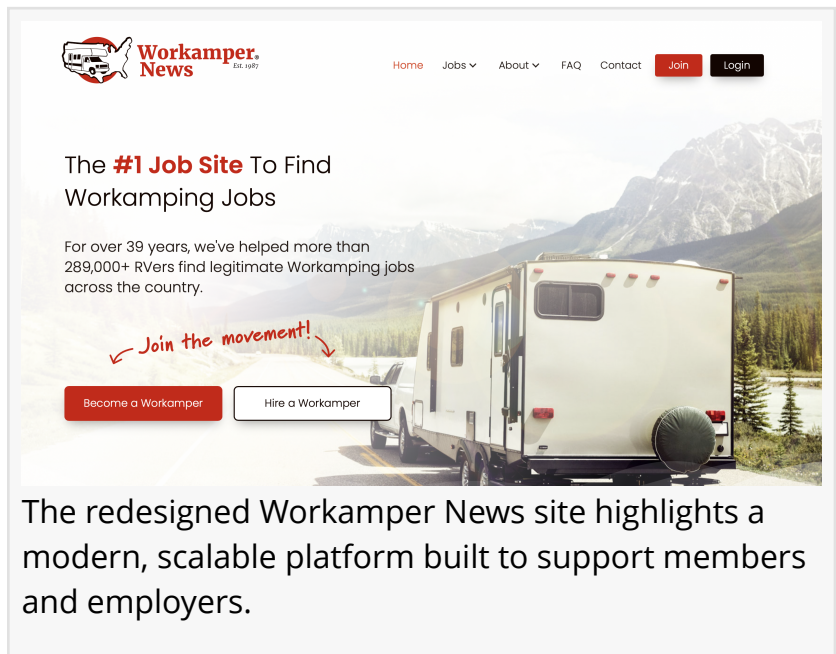 Workamper®
News
Est. 1987
Home Jobs About FAQ Contact Join Login
The #1 Job Site To Find
Workamping Jobs
For over 39 years, we've helped more than
289,000+ RVers find legitimate Workamping jobs
across the country.
Join the movement!
Become a Workamper Hire a Workamper
The redesigned Workamper News site highlights a
modern, scalable platform built to support members
and employers.